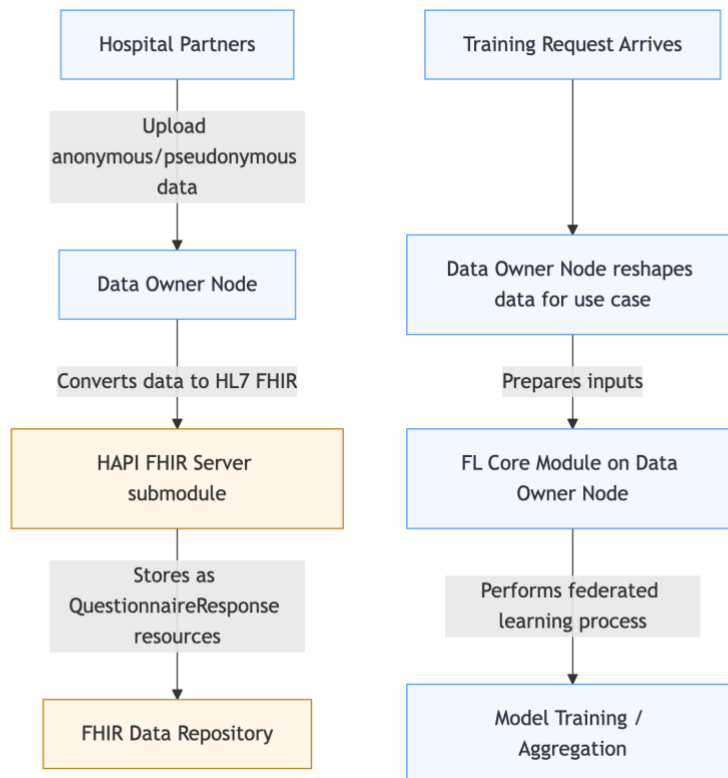 Hospital Partners
Upload
anonymous/pseudonymous
data
Data Owner Node
Converts data to HL7 FHIR
HAPI FHIR Server
submodule
Stores as
QuestionnaireResponse
resources
FHIR Data Repository
Training Request Arrives
Data Owner Node reshapes
data for use case
Prepares inputs
FL Core Module on Data
Owner Node
Performs federated
learning process
Model Training /
Aggregation